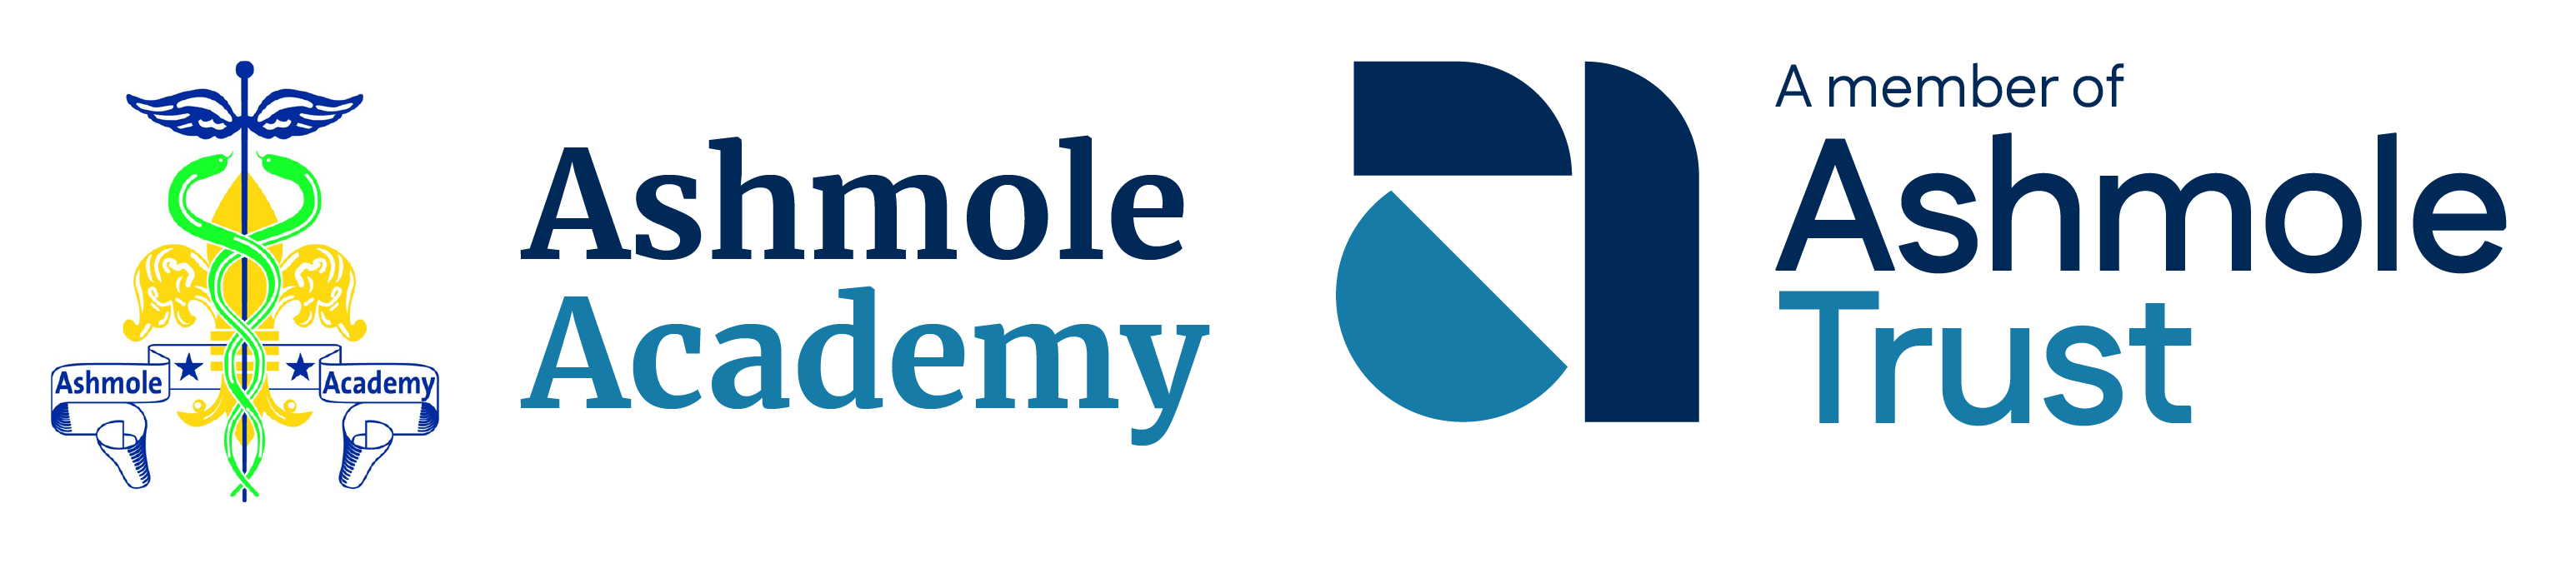 Ashmole Academy
Ashmole
Academy
A member of
Ashmole
Trust